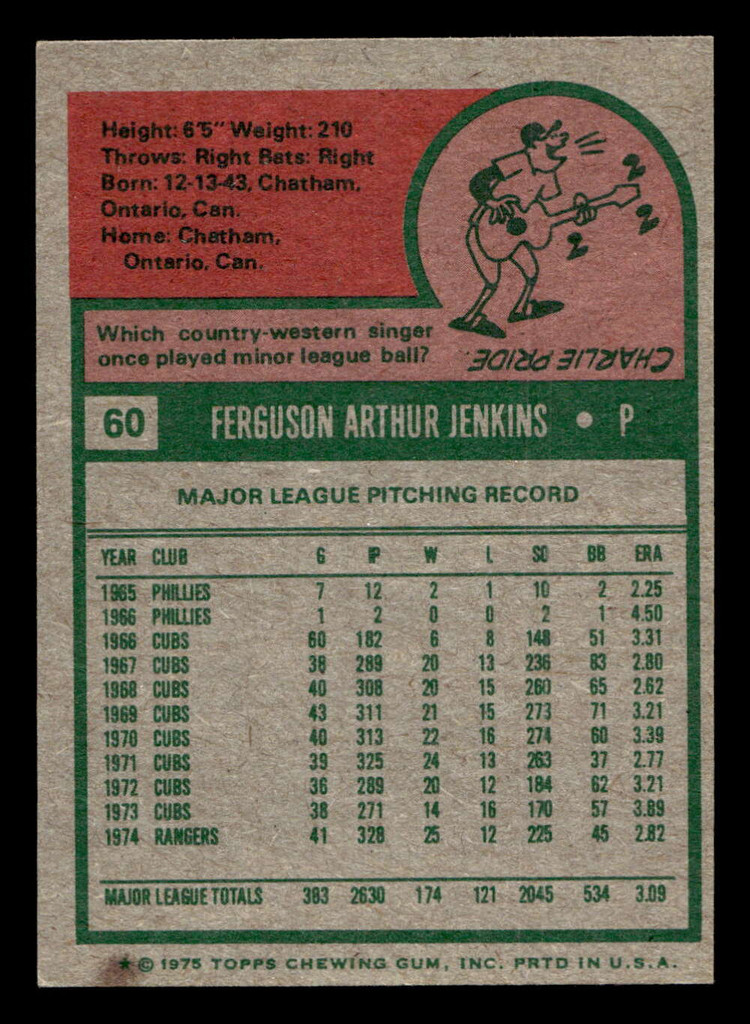 Height: 6'5" Weight: 210
Throws: Right Bats: Right
Born: 12-13-43, Chatham,
Ontario, Can.
Home: Chatham,
Ontario, Can.
Which country-western singer
once played minor league ball?
CHARLIE PRIDE.
60 FERGUSON ARTHUR JENKINS • P
MAJOR LEAGUE PITCHING RECORD
YEAR CLUB G IP W L SO BB ERA
1965 PHILLIES 7 12 2 1 10 2 2.25
1966 PHILLIES 1 2 0 0 2 1 4.50
1966 CUBS 60 182 6 8 148 51 3.31
1967 CUBS 38 289 20 13 236 83 2.80
1968 CUBS 40 308 20 15 260 65 2.62
1969 CUBS 43 311 21 15 273 71 3.21
1970 CUBS 40 313 22 16 274 60 3.39
1971 CUBS 39 325 24 13 263 37 2.77
1972 CUBS 36 289 20 12 184 62 3.21
1973 CUBS 38 271 14 16 170 57 3.89
1974 RANGERS 41 328 25 12 225 45 2.82
MAJOR LEAGUE TOTALS 383 2630 174 121 2045 534 3.09
★ © 1975 TOPPS CHEWING GUM, INC. PRTD IN U.S.A.